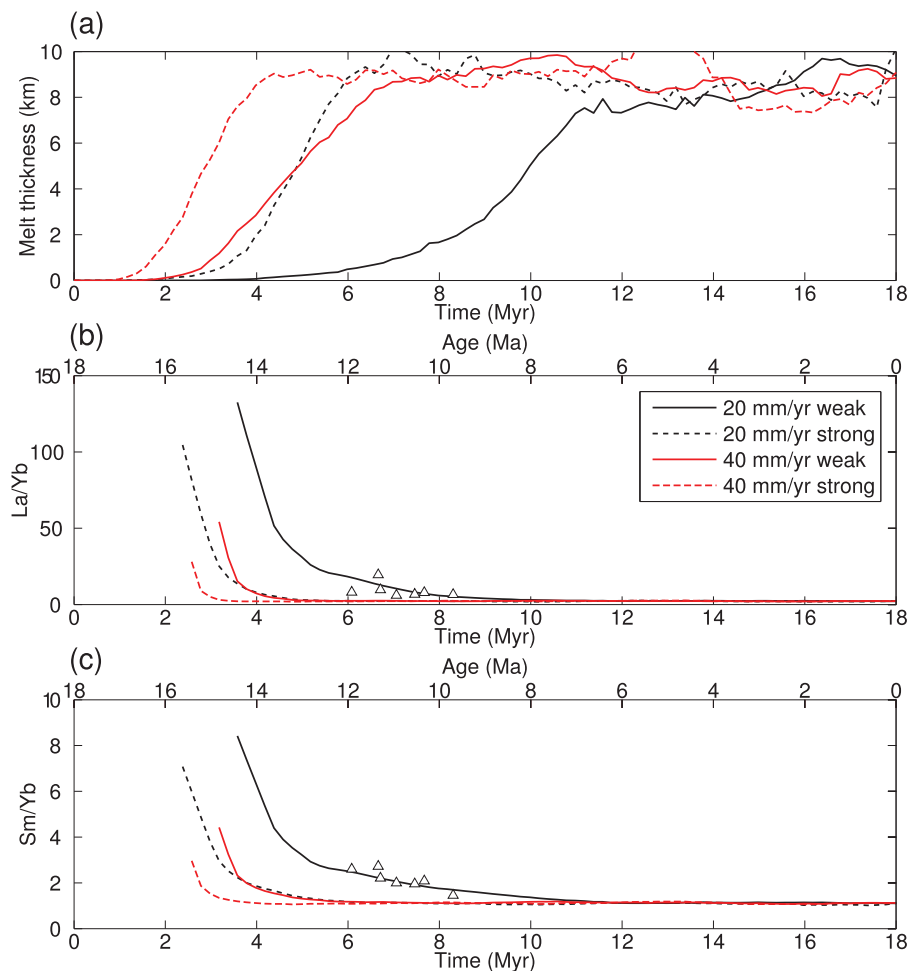 (a)
10
8
6
4
2
0
Melt thickness (km)
0 2 4 6 8 10 12 14 16 18
Time (Myr)
(b)
Age (Ma)
18 16 14 12 10 8 6 4 2 0
150
100
50
0
La/Yb
20 mm/yr weak
20 mm/yr strong
40 mm/yr weak
40 mm/yr strong
0 2 4 6 8 10 12 14 16 18
Time (Myr)
(c)
Age (Ma)
18 16 14 12 10 8 6 4 2 0
10
8
6
4
2
0
Sm/Yb
0 2 4 6 8 10 12 14 16 18
Time (Myr)